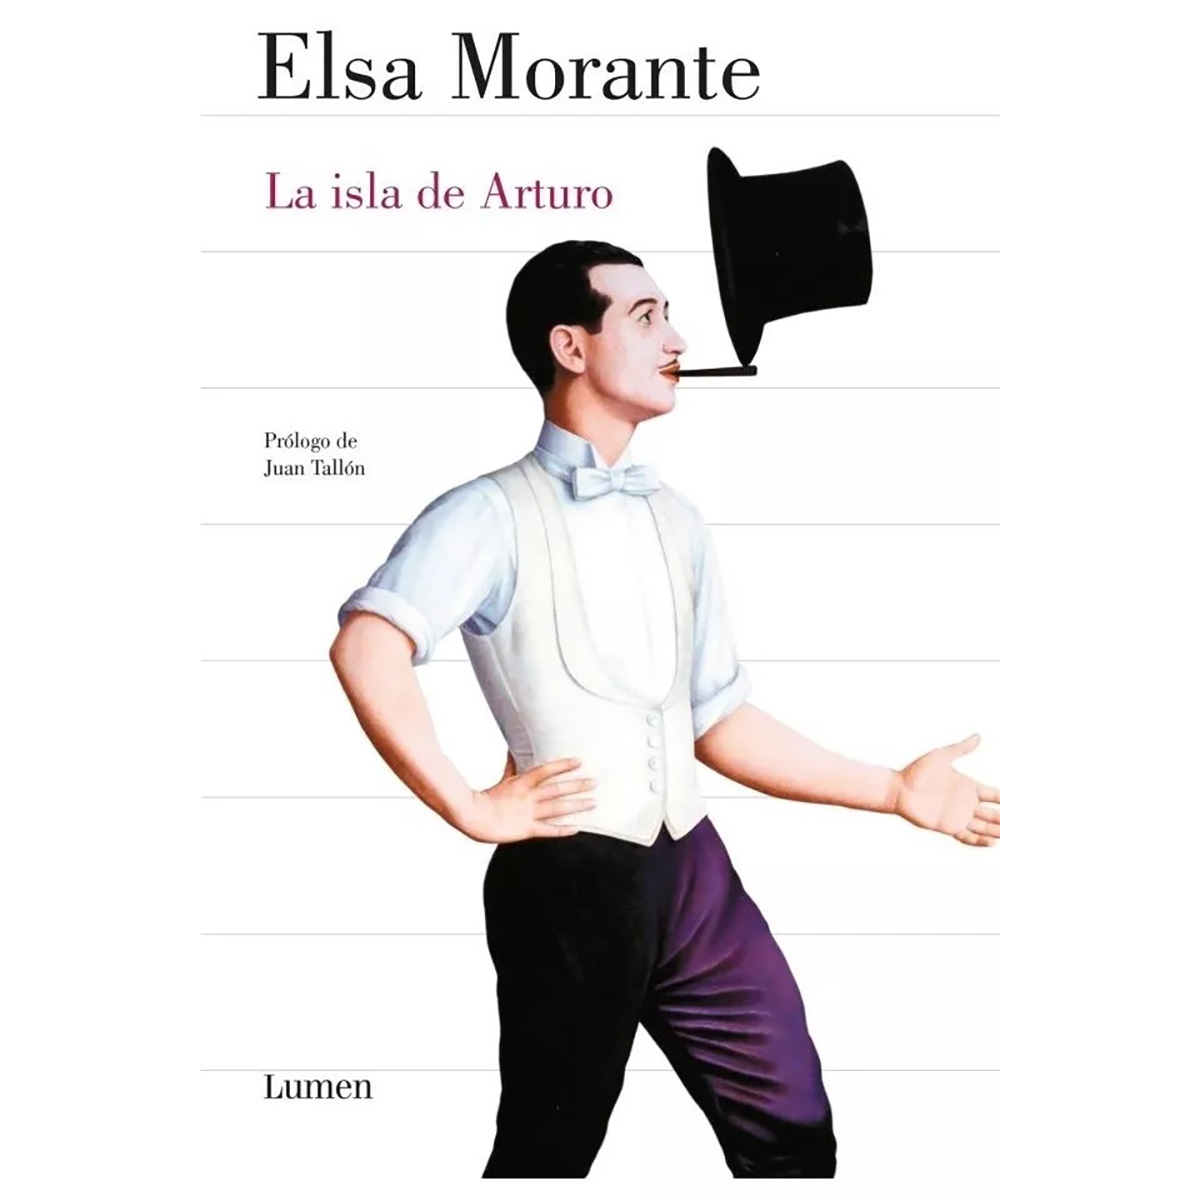 Elsa Morante
La isla de Arturo
Prólogo de
Juan Tallón
Lumen